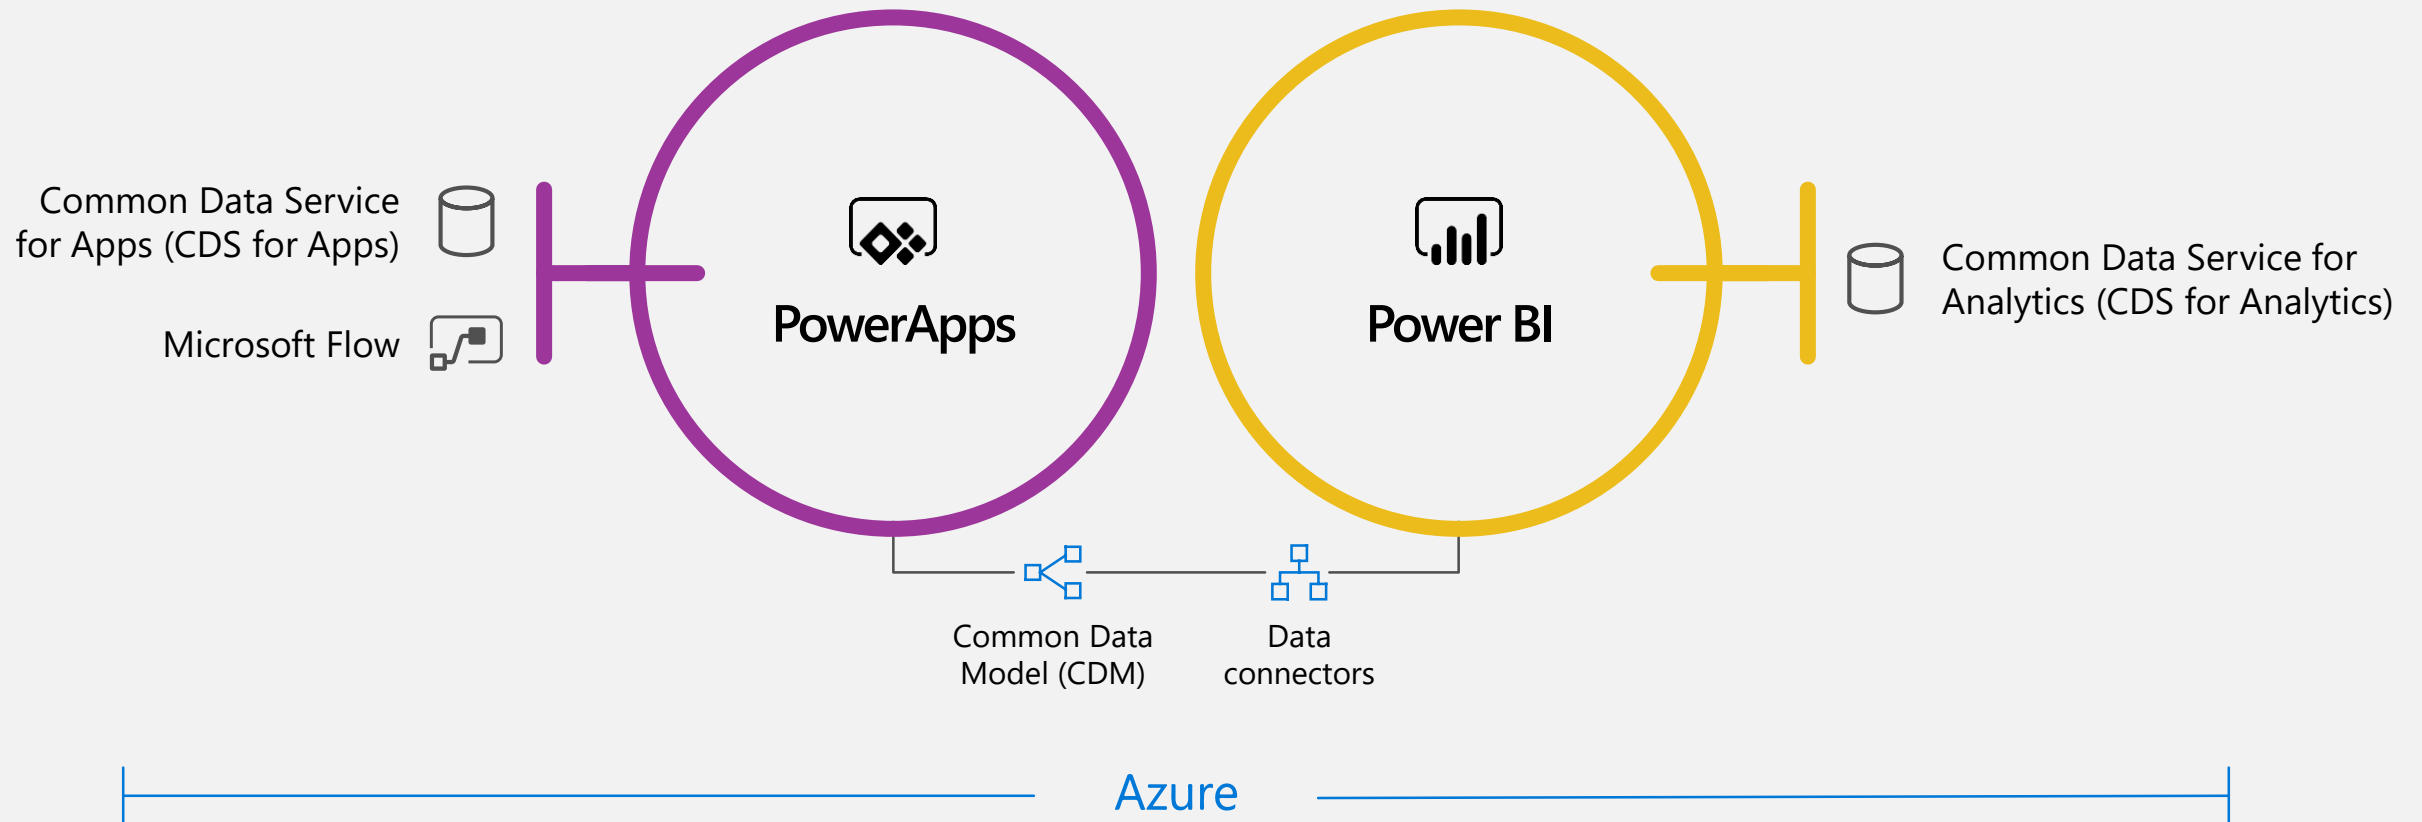 Common Data Service
for Apps (CDS for Apps)
Microsoft Flow
PowerApps
Power BI
Common Data Service for
Analytics (CDS for Analytics)
Common Data
Model (CDM)
Data
connectors
Azure